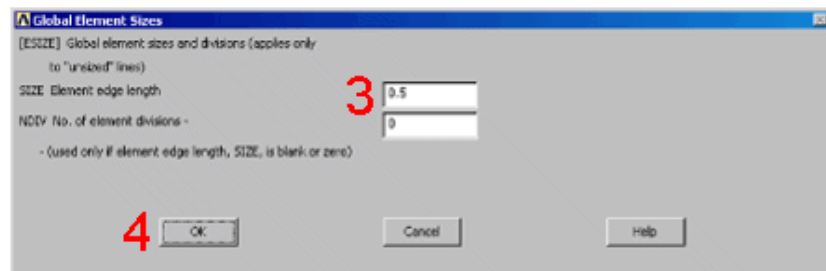 Global Element Sizes
[ESIZE] Global element sizes and divisions (applies only
to "unsized" lines)
SIZE Element edge length 3 0.5
NDIV No. of element divisions - 0
- (used only if element edge length, SIZE, is blank or zero)
4 OK Cancel Help